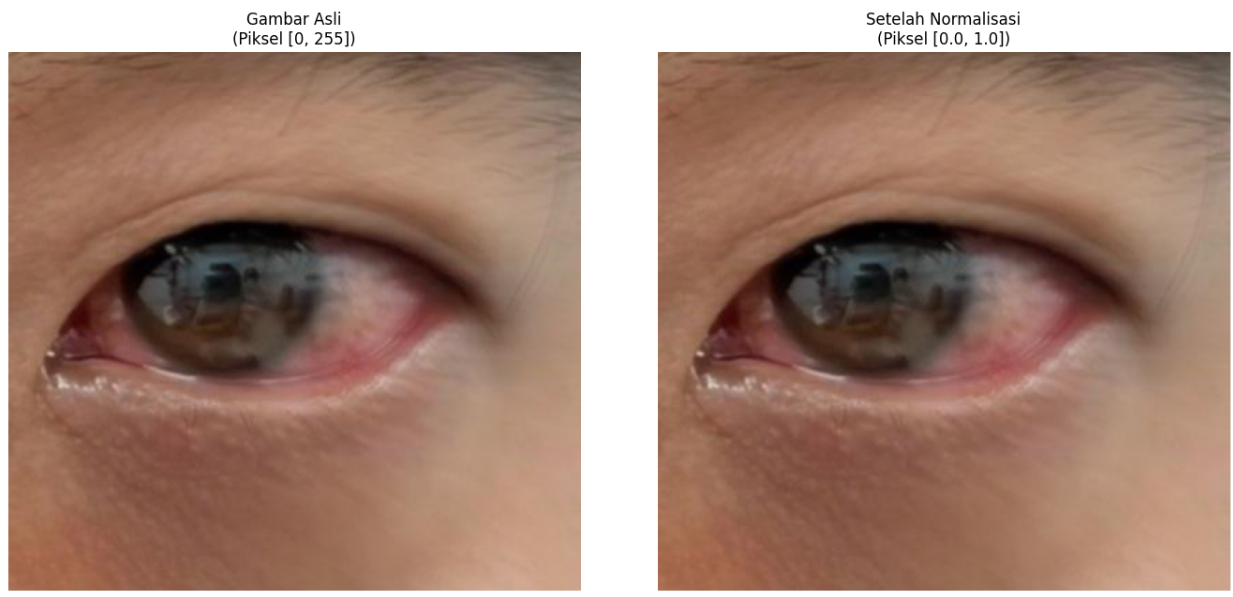 Gambar Asli
(Piksel [0, 255])
Setelah Normalisasi
(Piksel [0.0, 1.0])